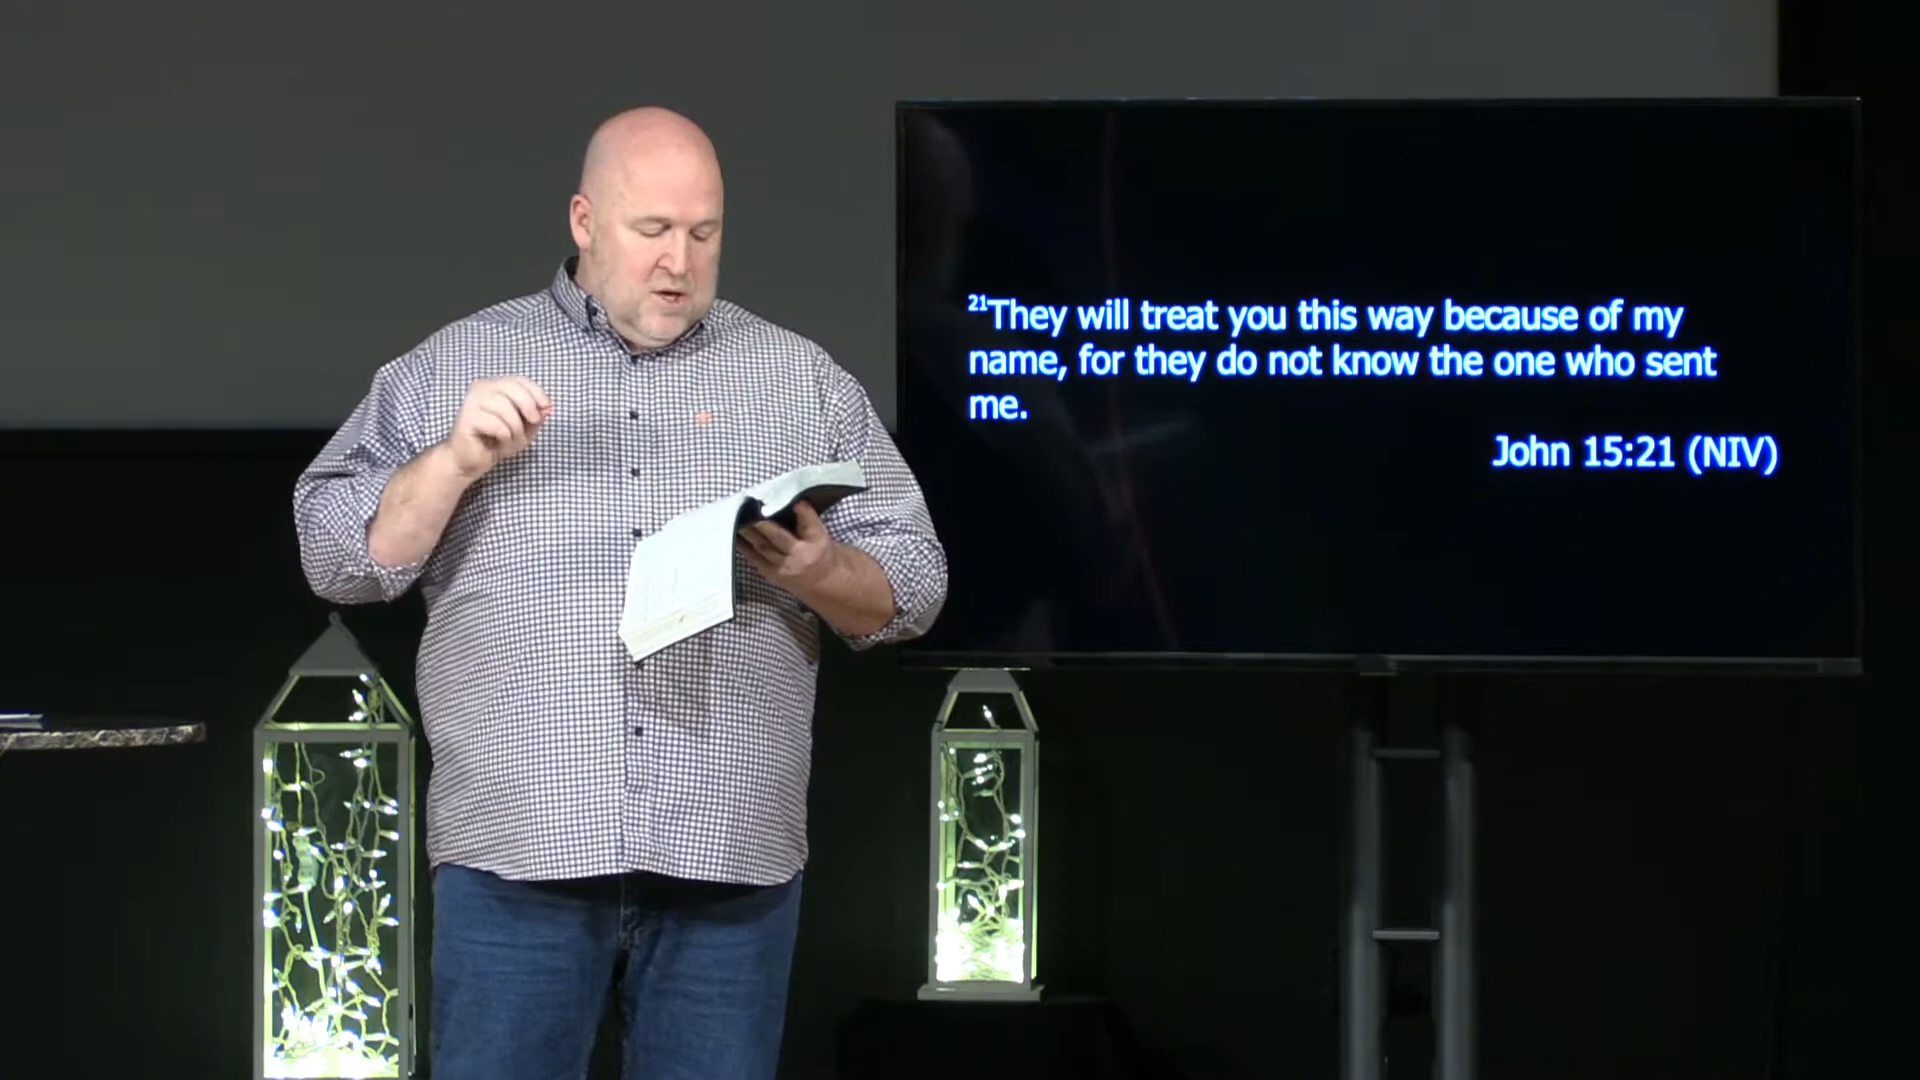 ²¹They will treat you this way because of my
name, for they do not know the one who sent
me.
John 15:21 (NIV)